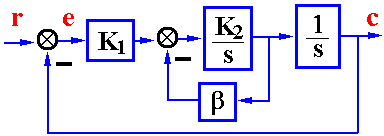 r e c
K₁ K₂ 1
s s
β